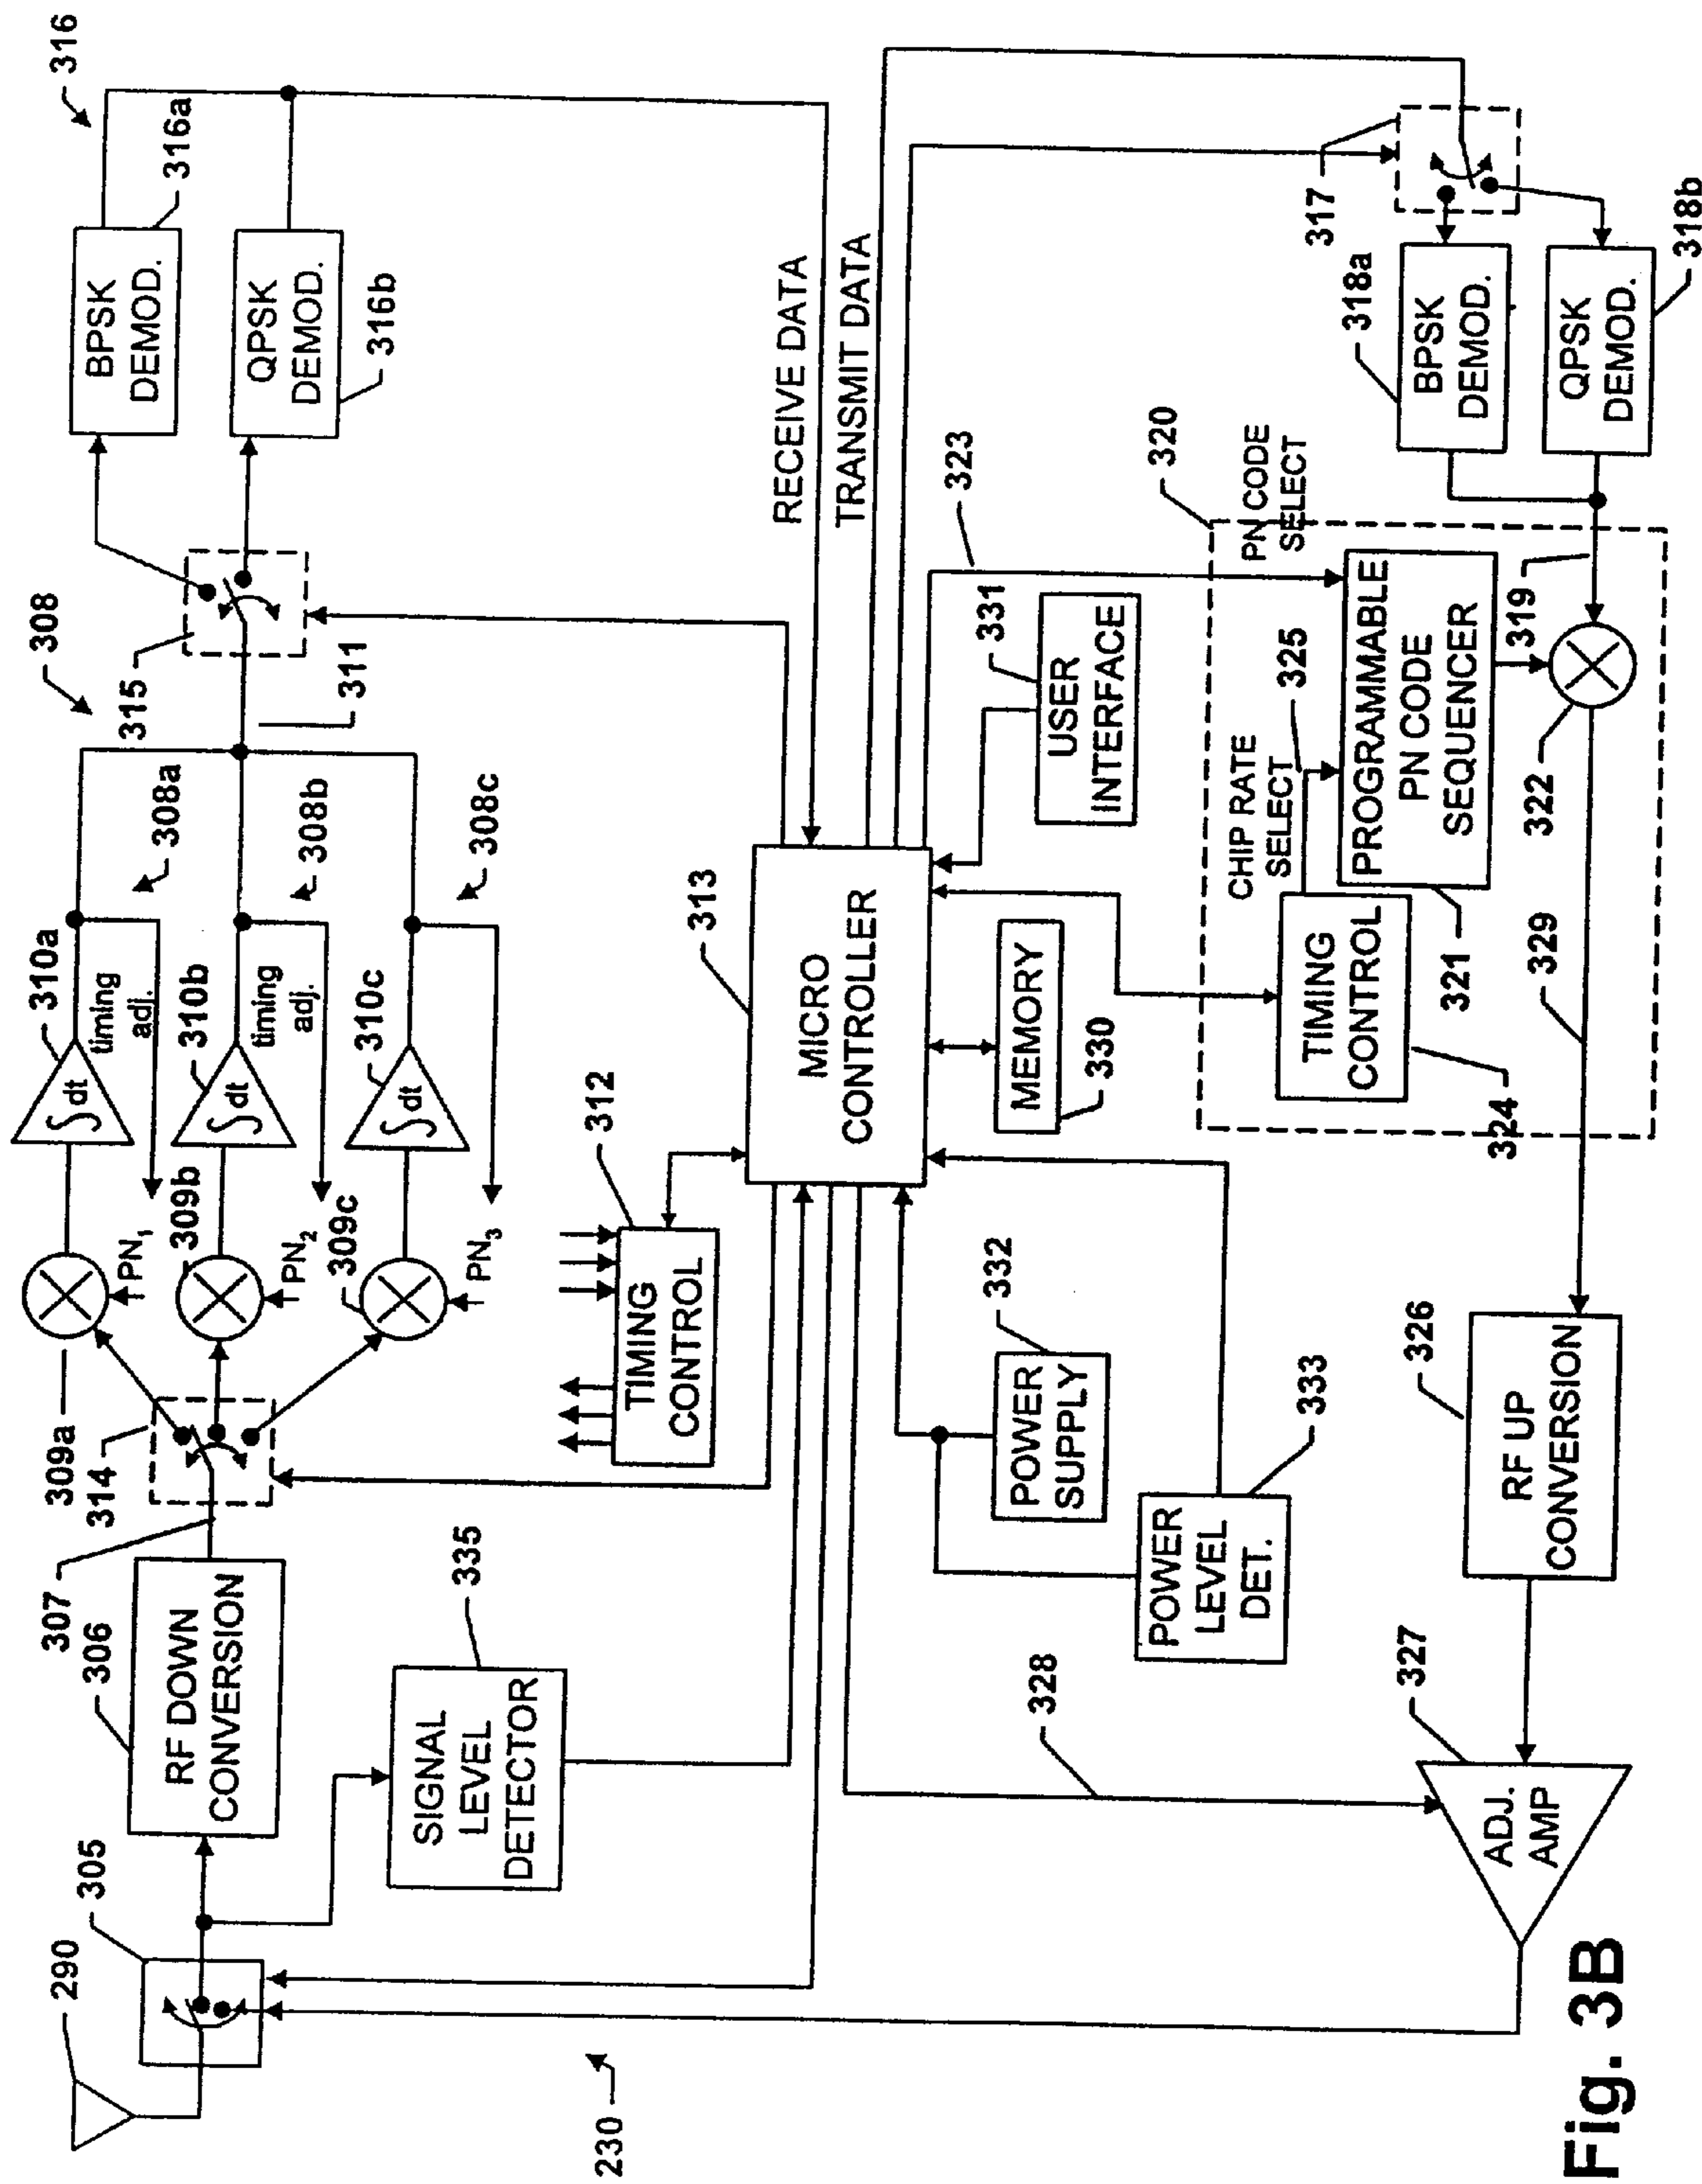 290
305
306
307
RF DOWN
CONVERSION
335
SIGNAL
LEVEL
DETECTOR
314
309a
309b
309c
PN1
PN2
PN3
310a
310b
310c
∫dt
∫dt
∫dt
timing
adj.
timing
adj.
308a
308b
308c
308
311
315
316
316a
BPSK
DEMOD.
QPSK
DEMOD.
316b
312
TIMING
CONTROL
313
MICRO
CONTROLLER
RECEIVE DATA
TRANSMIT DATA
230
328
332
POWER
SUPPLY
333
POWER
LEVEL
DET.
MEMORY
330
331
USER
INTERFACE
323
320
PN CODE
SELECT
CHIP RATE
SELECT
325
TIMING
CONTROL
324
PROGRAMMABLE
PN CODE
SEQUENCER
321
322
319
317
318a
BPSK
DEMOD.
QPSK
DEMOD.
318b
329
326
RF UP
CONVERSION
327
ADJ.
AMP
Fig. 3B